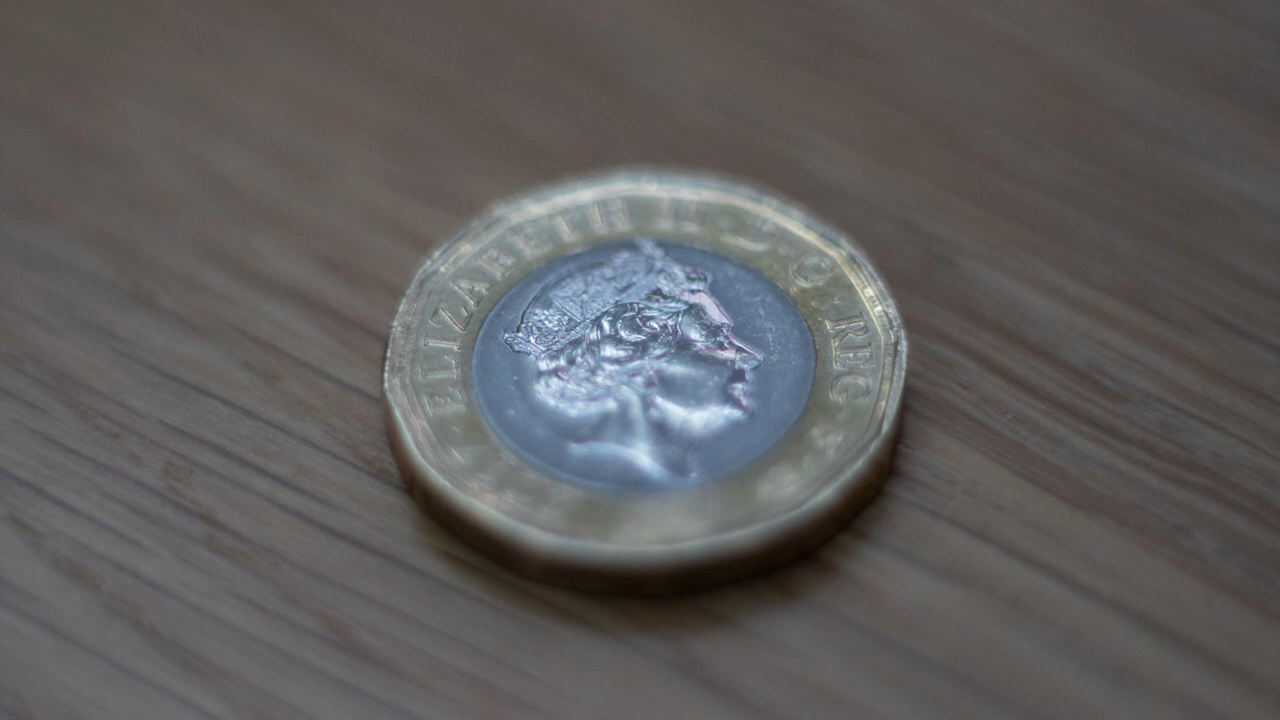 ELIZABETH II · D · G · REG ·